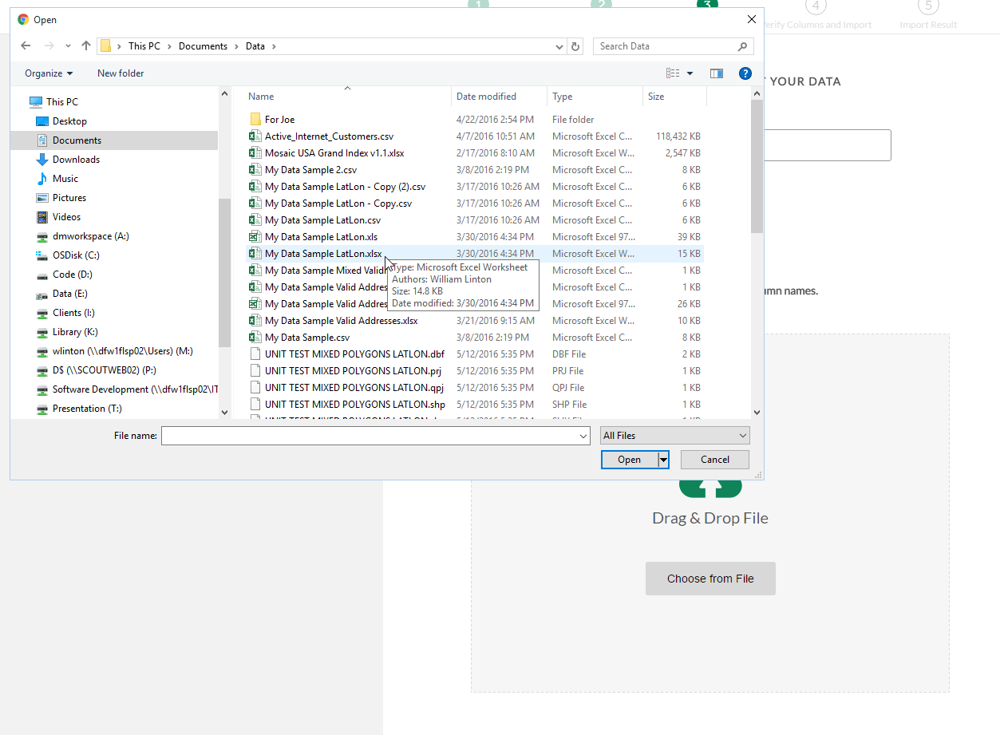 1 2 3 4 5
Verify Columns and Import Import Result
Open
This PC Documents Data
Search Data
Organize New folder
?
YOUR DATA
Name Date modified Type Size
This PC
Desktop
Documents
Downloads
Music
Pictures
Videos
dmworkspace (A:)
OSDisk (C:)
Code (D:)
Data (E:)
Clients (I:)
Library (K:)
wlinton (\\dfw1flsp02\Users) (M:)
D$ (\\SCOUTWEB02) (P:)
Software Development (\\dfw1flsp02\IT
Presentation (T:)
For Joe 4/22/2016 2:54 PM File folder
Active_Internet_Customers.csv 4/7/2016 10:51 AM Microsoft Excel C... 118,432 KB
Mosaic USA Grand Index v1.1.xlsx 2/17/2016 8:10 AM Microsoft Excel W... 2,547 KB
My Data Sample 2.csv 3/8/2016 2:19 PM Microsoft Excel C... 8 KB
My Data Sample LatLon - Copy (2).csv 3/17/2016 10:26 AM Microsoft Excel C... 6 KB
My Data Sample LatLon - Copy.csv 3/17/2016 10:26 AM Microsoft Excel C... 6 KB
My Data Sample LatLon.csv 3/17/2016 10:26 AM Microsoft Excel C... 6 KB
My Data Sample LatLon.xls 3/30/2016 4:34 PM Microsoft Excel 97... 39 KB
My Data Sample LatLon.xlsx 3/30/2016 4:34 PM Microsoft Excel W... 15 KB
My Data Sample Mixed Valid Microsoft Excel C... 1 KB
My Data Sample Valid Addres Microsoft Excel C... 1 KB
My Data Sample Valid Addres Microsoft Excel 97... 26 KB
Type: Microsoft Excel Worksheet
Authors: William Linton
Size: 14.8 KB
Date modified: 3/30/2016 4:34 PM
My Data Sample Valid Addresses.xlsx 3/21/2016 9:15 AM Microsoft Excel W... 10 KB
My Data Sample.csv 3/8/2016 2:19 PM Microsoft Excel C... 8 KB
UNIT TEST MIXED POLYGONS LATLON.dbf 5/12/2016 5:35 PM DBF File 2 KB
UNIT TEST MIXED POLYGONS LATLON.prj 5/12/2016 5:35 PM PRJ File 1 KB
UNIT TEST MIXED POLYGONS LATLON.qpj 5/12/2016 5:35 PM QPJ File 1 KB
UNIT TEST MIXED POLYGONS LATLON.shp 5/12/2016 5:35 PM SHP File 1 KB
umn names.
File name: All Files
Open Cancel
Drag & Drop File
Choose from File